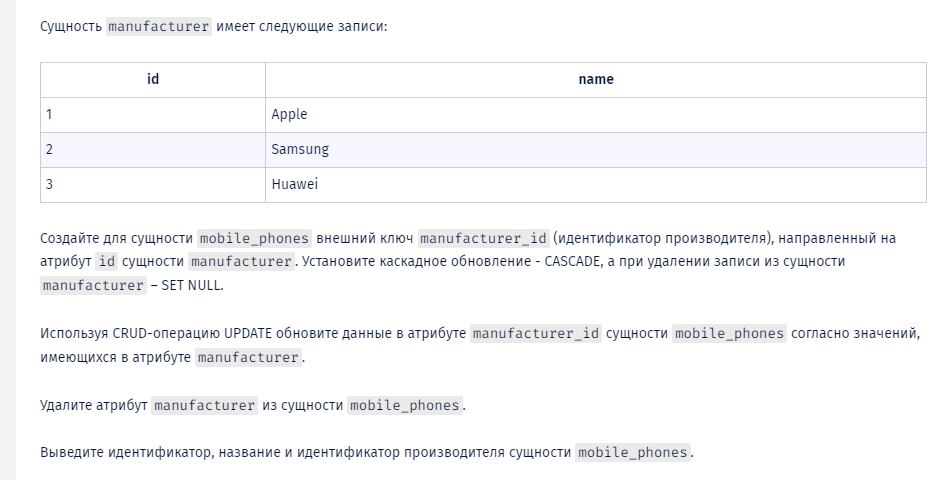 Сущность manufacturer имеет следующие записи:
id name
1 Apple
2 Samsung
3 Huawei
Создайте для сущности mobile_phones внешний ключ manufacturer_id (идентификатор производителя), направленный на
атрибут id сущности manufacturer. Установите каскадное обновление - CASCADE, а при удалении записи из сущности
manufacturer – SET NULL.
Используя CRUD-операцию UPDATE обновите данные в атрибуте manufacturer_id сущности mobile_phones согласно значений,
имеющихся в атрибуте manufacturer.
Удалите атрибут manufacturer из сущности mobile_phones.
Выведите идентификатор, название и идентификатор производителя сущности mobile_phones.